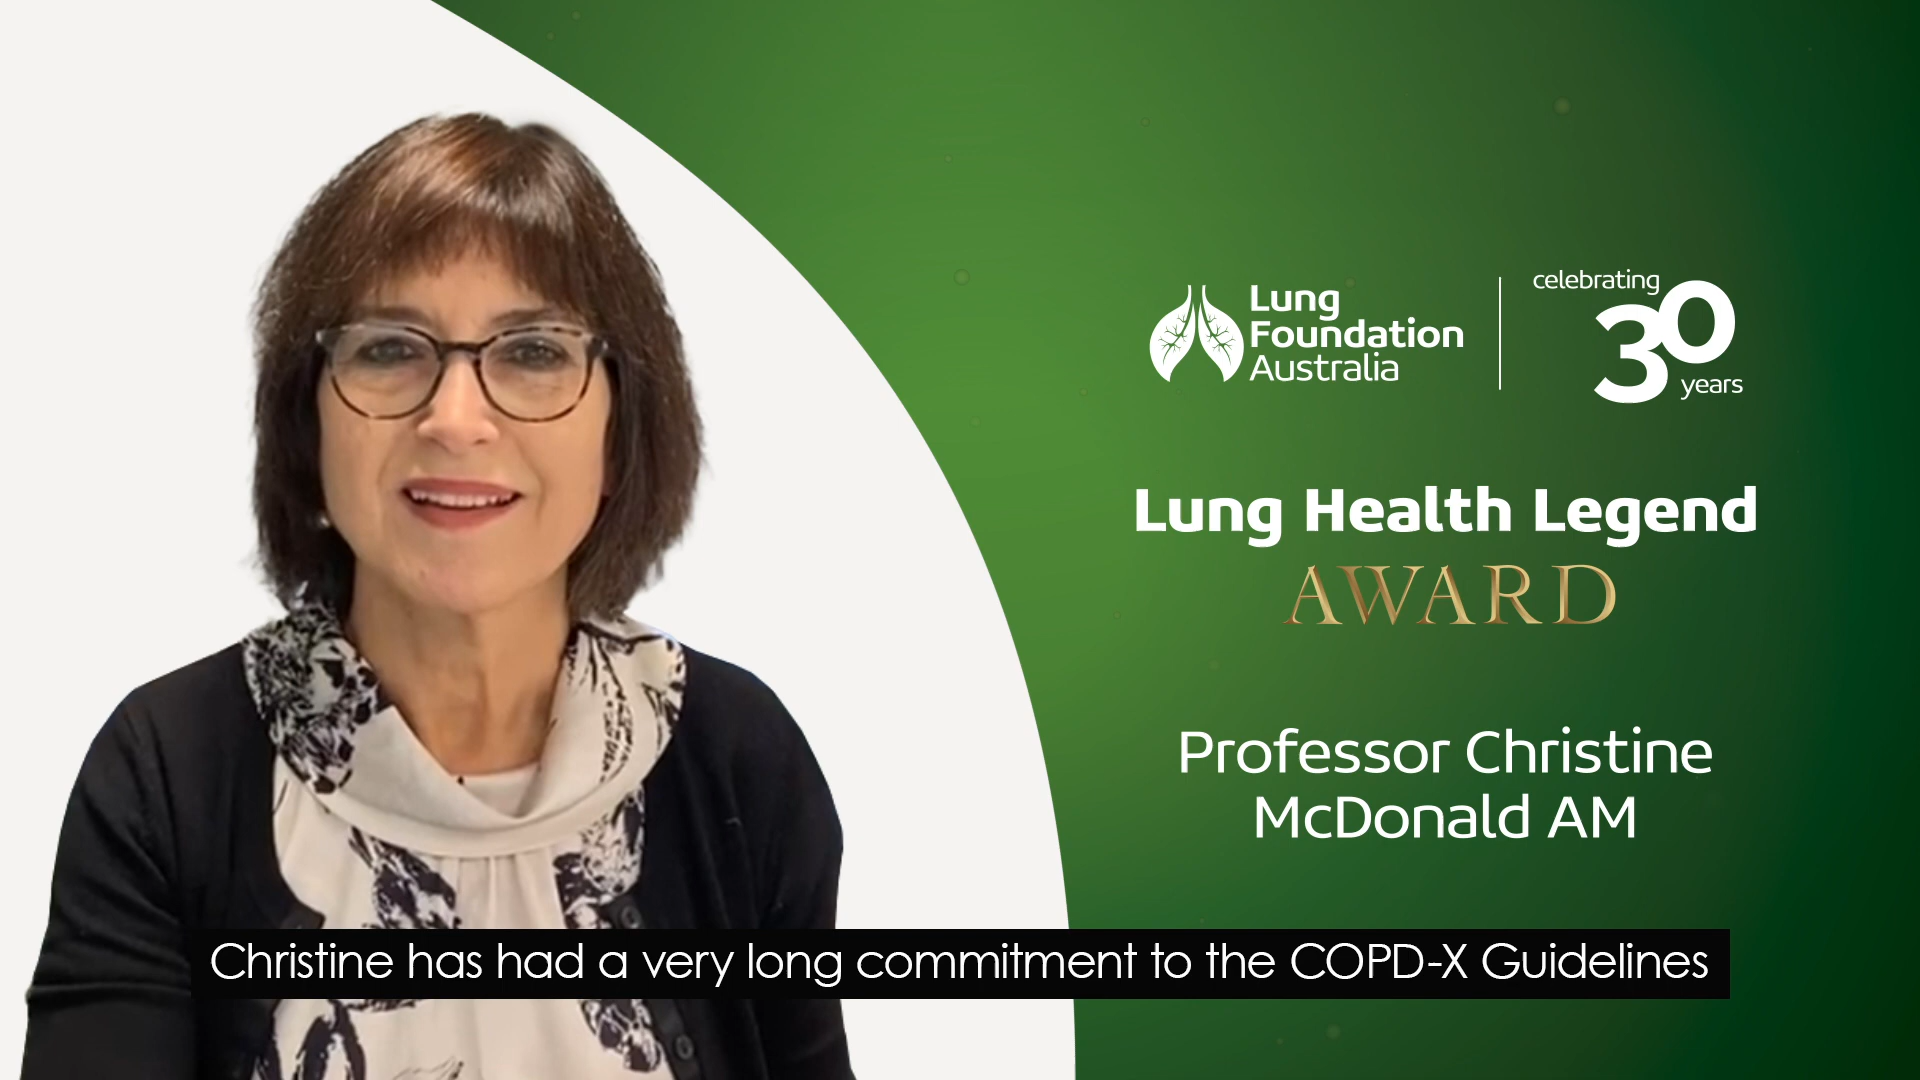 Lung
Foundation
Australia
celebrating
30
years
Lung Health Legend
AWARD
Professor Christine
McDonald AM
Christine has had a very long commitment to the COPD-X Guidelines